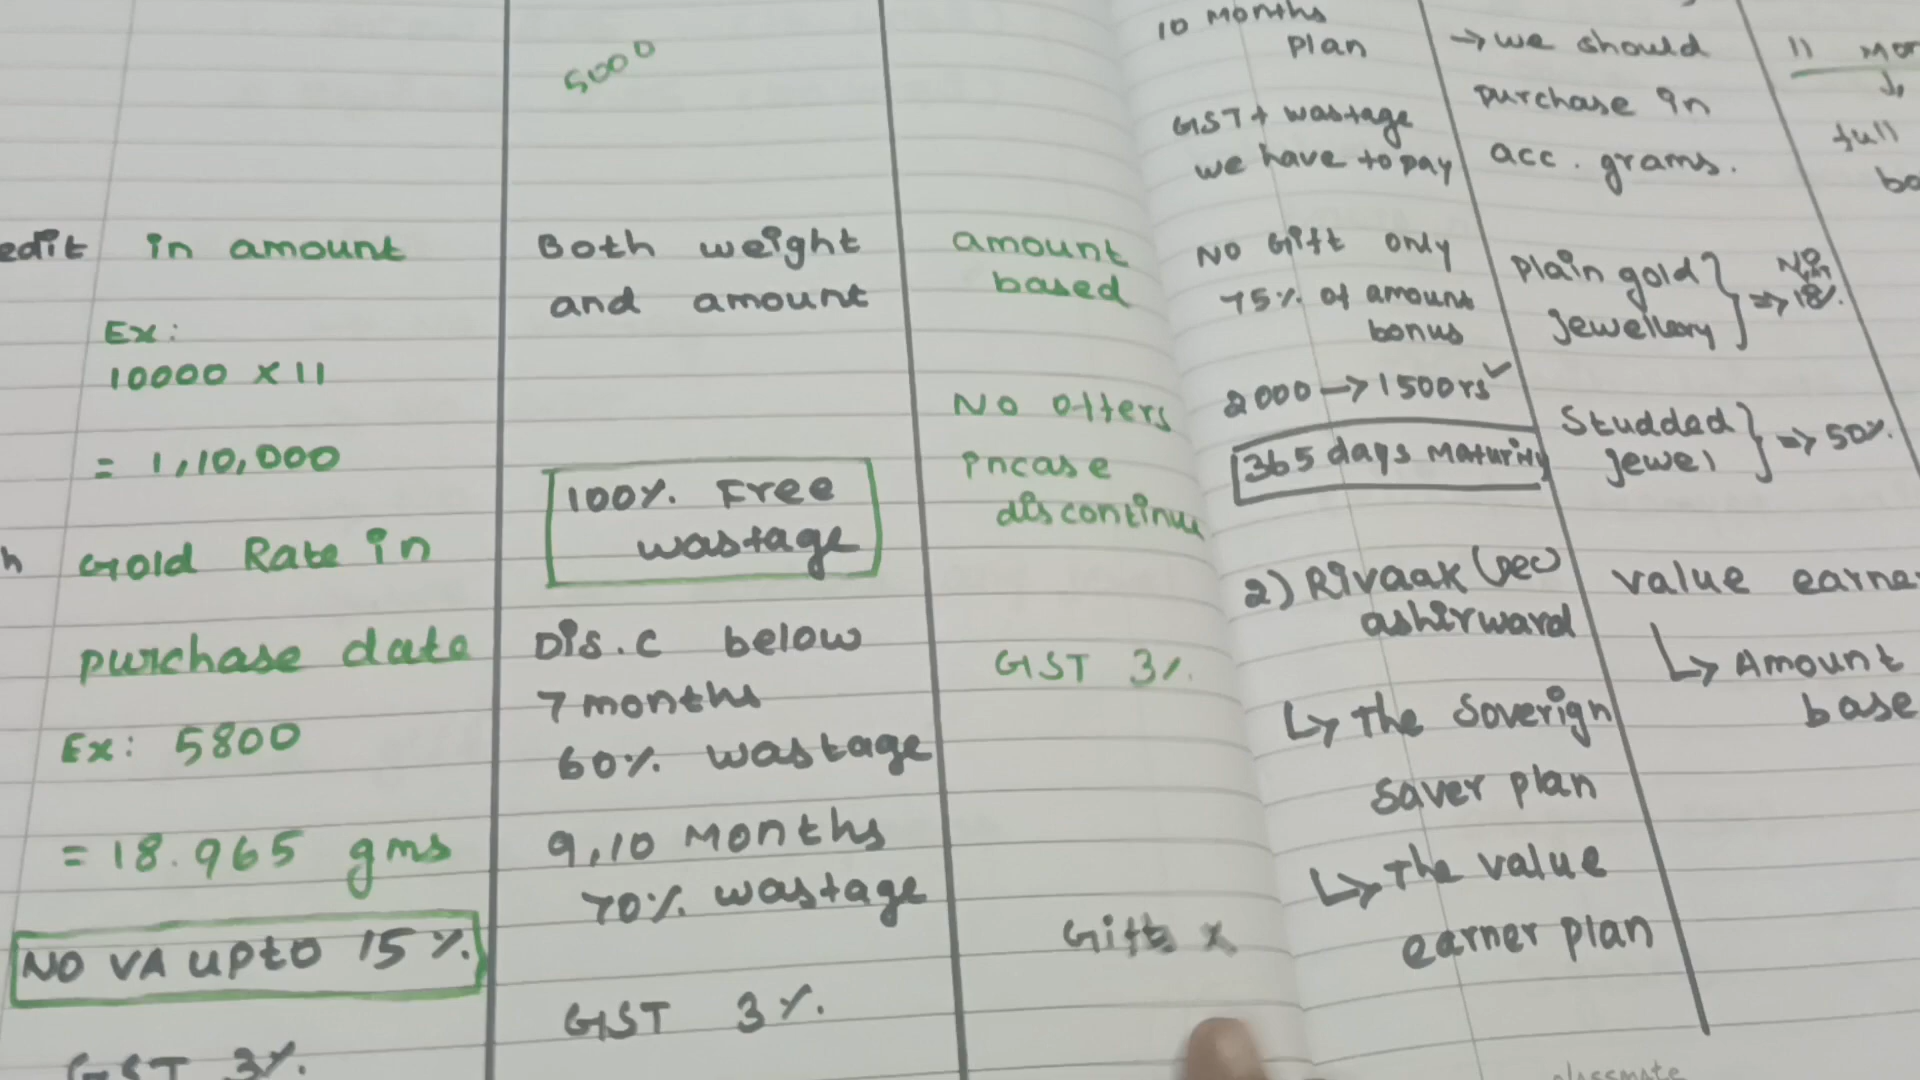 edit in amount
Ex:
10000 x 11
= 1,10,000
h Gold Rate in
purchase date
Ex: 5800
= 18.965 gms
NO VA upto 15%.
GST 3%.
5000
Both weight
and amount
100%. Free
wastage
Dis.c below
7 months
60%. wastage
9,10 Months
70%. wastage
GST 3%.
amount
based
No Offers
incase
discontinue
GST 3%.
Gifts x
10 Months
plan
GST + wastage
we have to pay
No Gift only
75%. of amount
bonus
2000 → 1500rs ✓
365 days Maturity
2) Rivaah
ashirward
↳ The Soverign
saver plan
↳ The value
earner plan
→ we should
purchase in
acc. grams.
plain gold
jewellery } ⇒ No
18%.
Studded
jewel } ⇒ 50%.
value earne
↳ Amount
base
11 Mon
↓
full
bo
classmate